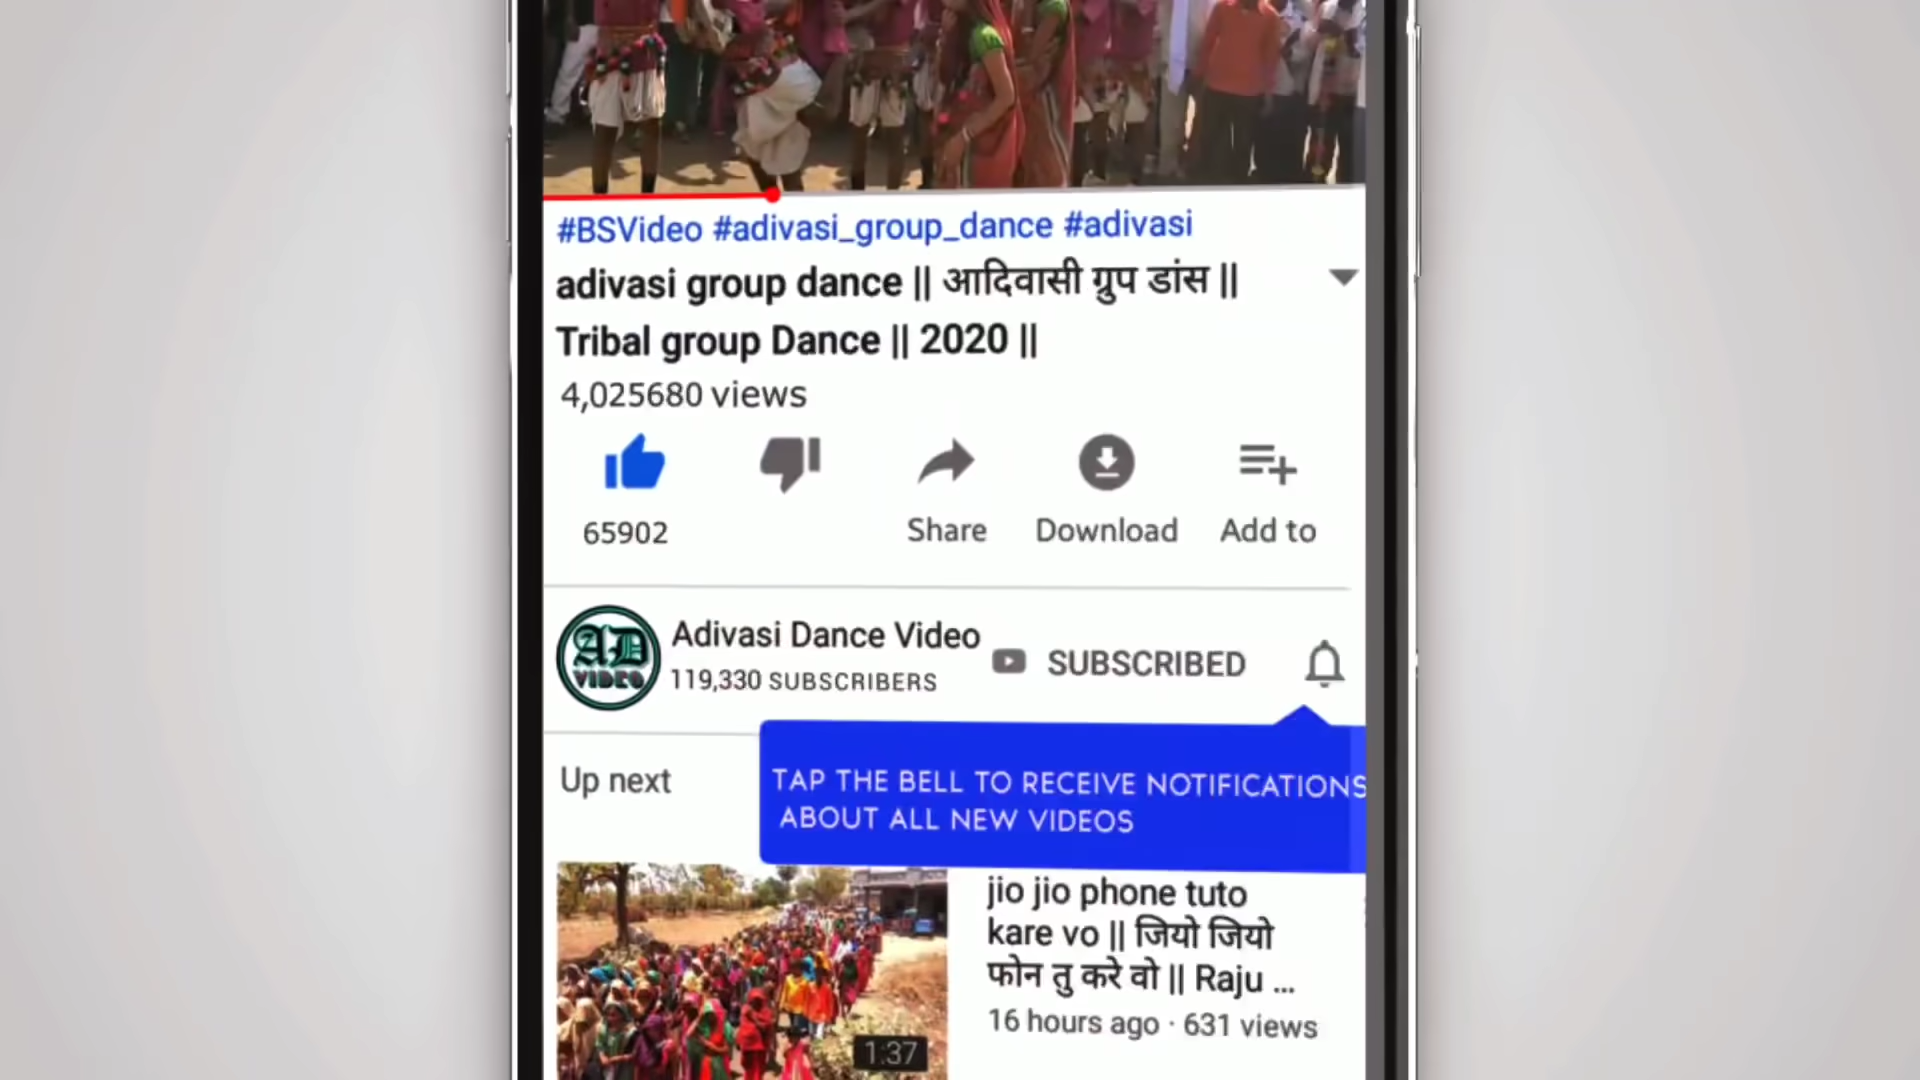 #BSVideo #adivasi_group_dance #adivasi
adivasi group dance || आदिवासी ग्रुप डांस ||
Tribal group Dance || 2020 ||
4,025680 views
65902
Share
Download
Add to
AD
VIDEO
Adivasi Dance Video
119,330 SUBSCRIBERS
SUBSCRIBED
Up next
TAP THE BELL TO RECEIVE NOTIFICATIONS
ABOUT ALL NEW VIDEOS
1:37
jio jio phone tuto
kare vo || जियो जियो
फोन तु करे वो || Raju ...
16 hours ago · 631 views